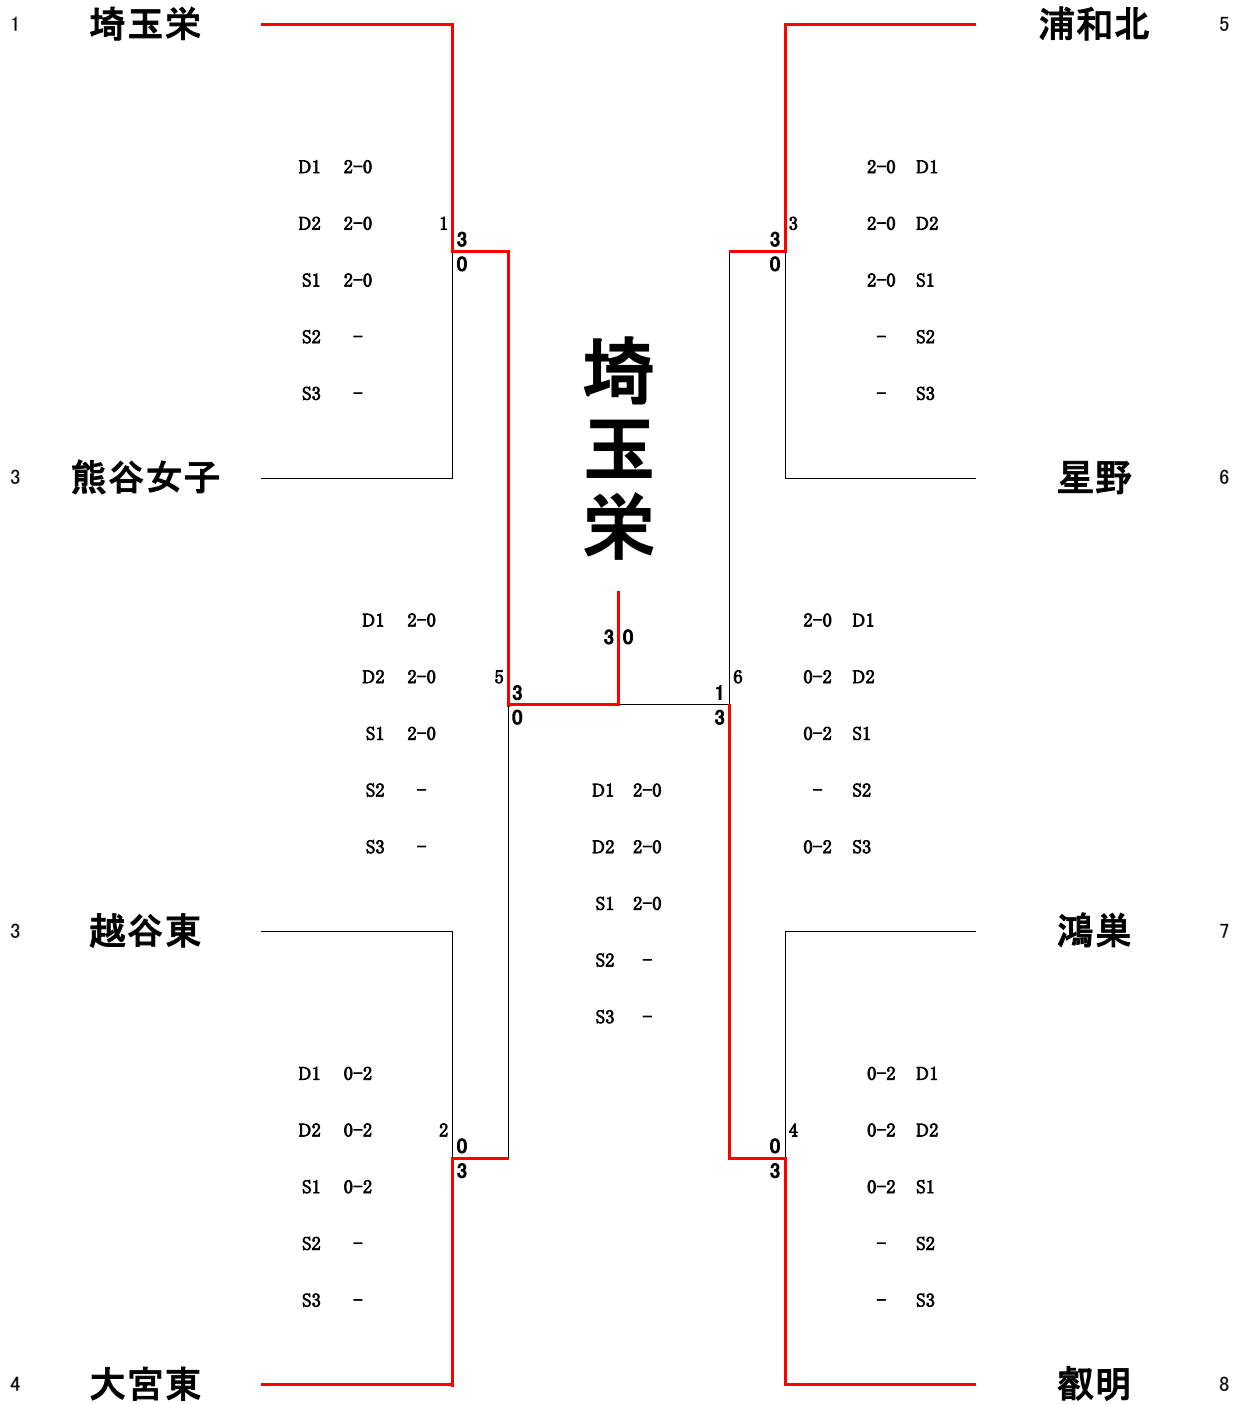 1 埼玉栄
浦和北 5
D1 2-0
D2 2-0
S1 2-0
S2 -
S3 -
1
3
0
2-0 D1
2-0 D2
2-0 S1
- S2
- S3
3
3
0
3 熊谷女子
星野 6
埼玉栄
3 0
D1 2-0
D2 2-0
S1 2-0
S2 -
S3 -
5
3
0
2-0 D1
0-2 D2
0-2 S1
- S2
0-2 S3
6
1
3
D1 2-0
D2 2-0
S1 2-0
S2 -
S3 -
3 越谷東
鴻巣 7
D1 0-2
D2 0-2
S1 0-2
S2 -
S3 -
2
0
3
0-2 D1
0-2 D2
0-2 S1
- S2
- S3
4
0
3
4 大宮東
叡明 8